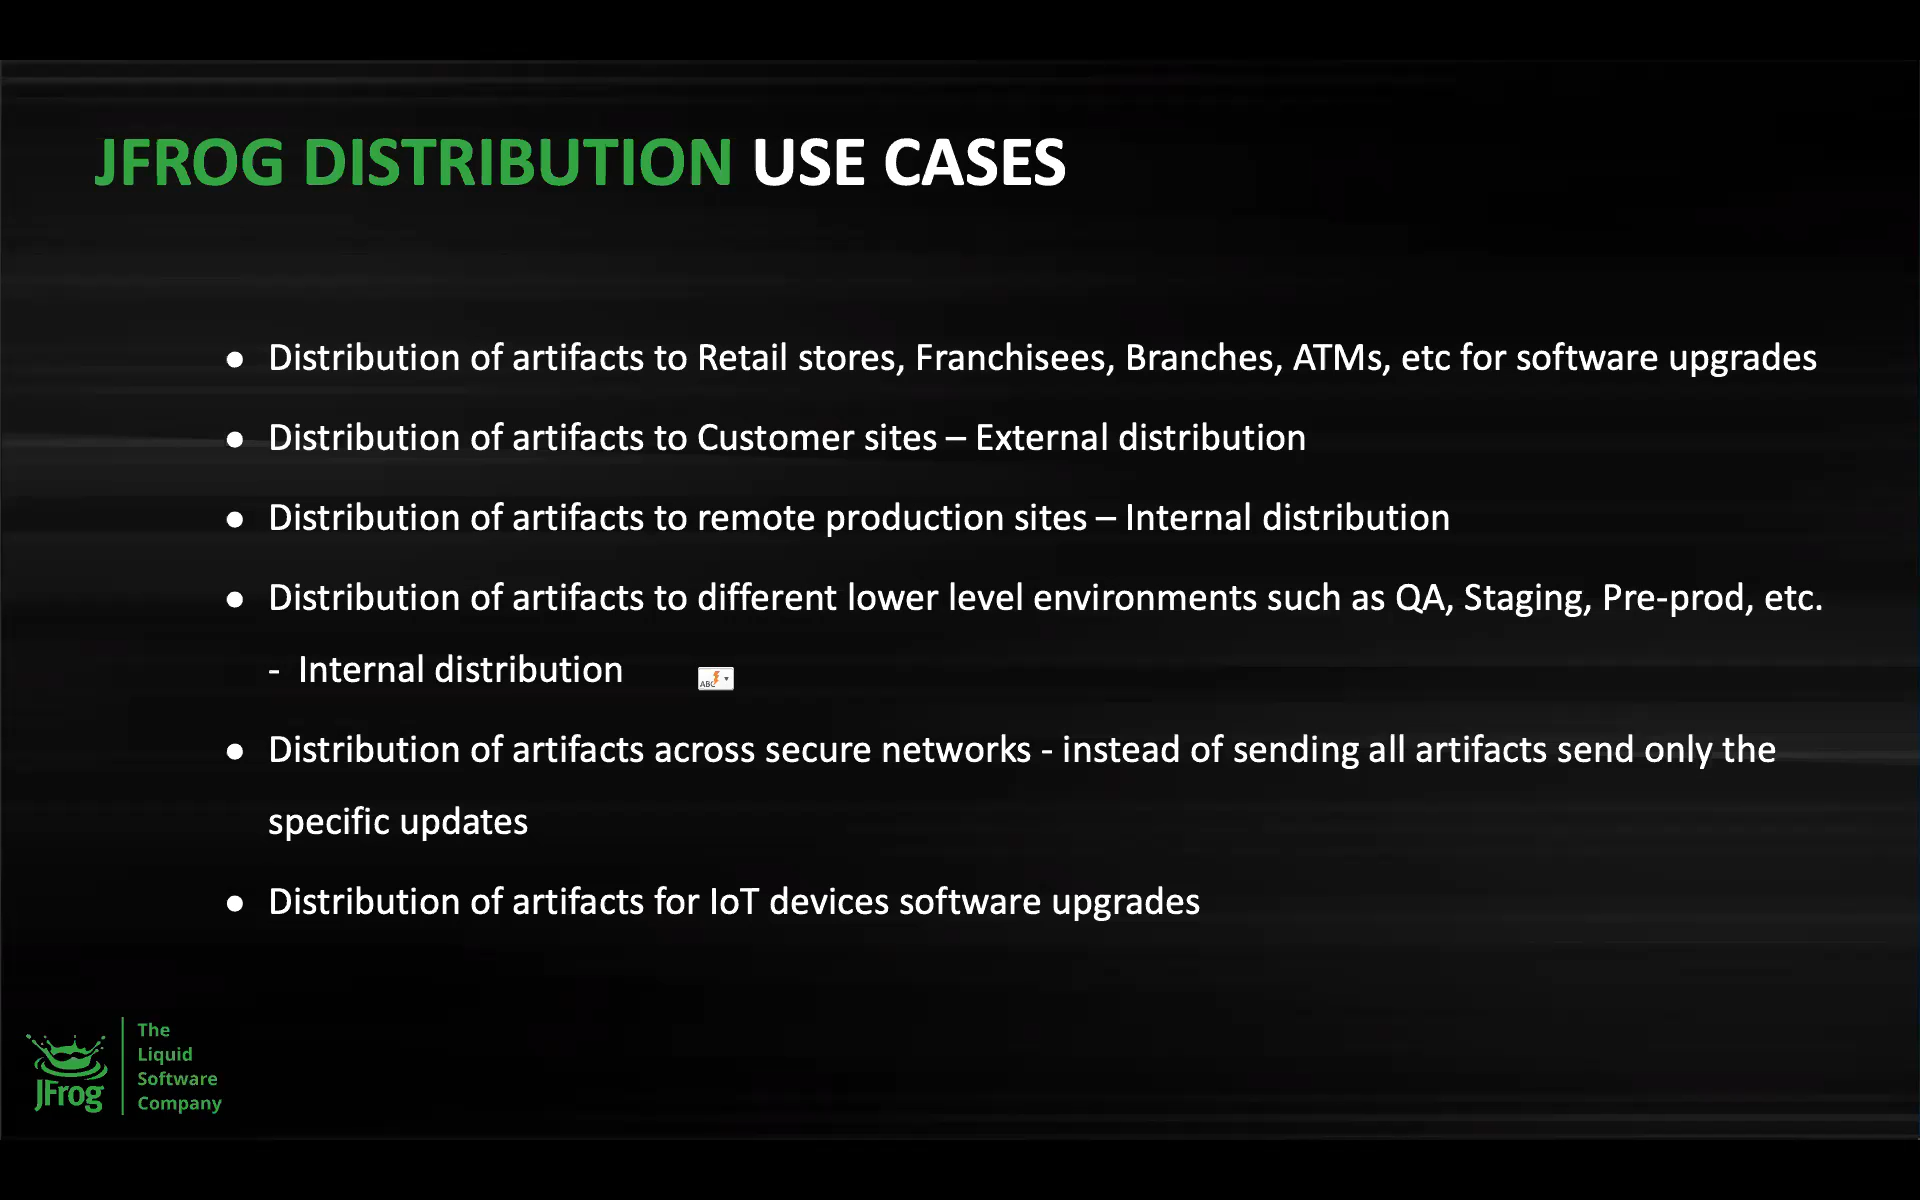 JFROG DISTRIBUTION USE CASES
● Distribution of artifacts to Retail stores, Franchisees, Branches, ATMs, etc for software upgrades
● Distribution of artifacts to Customer sites – External distribution
● Distribution of artifacts to remote production sites – Internal distribution
● Distribution of artifacts to different lower level environments such as QA, Staging, Pre-prod, etc.
- Internal distribution
ABC
● Distribution of artifacts across secure networks - instead of sending all artifacts send only the
specific updates
● Distribution of artifacts for IoT devices software upgrades
JFrog
The
Liquid
Software
Company